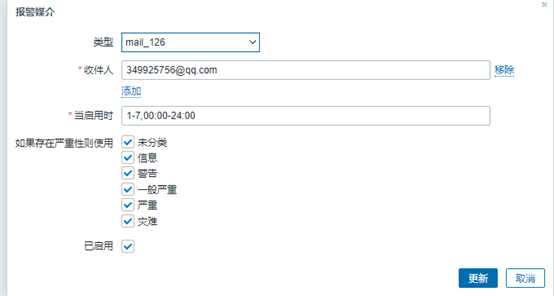 报警媒介
类型 mail_126
* 收件人 349925756@qq.com 移除
添加
* 当启用时 1-7,00:00-24:00
如果存在严重性则使用 未分类
信息
警告
一般严重
严重
灾难
已启用
更新 取消